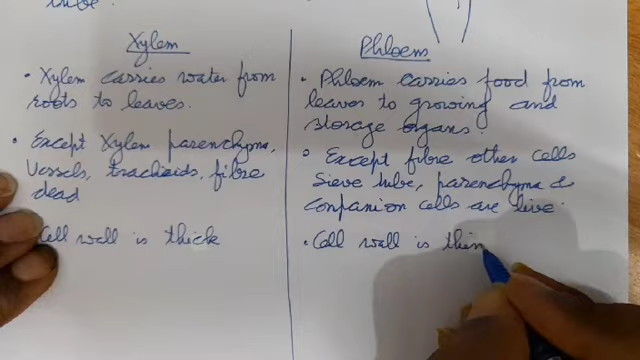 tube.
Xylem
• Xylem carries water from
roots to leaves.
• Except Xylem parenchyma,
Vessels, tracheids, fibre
dead
Cell wall is thick
Phloem
• Phloem carries food from
leaves to growing and
storage organs.
• Except fibre other cells
Sieve tube, parenchyma &
Companion cells are live.
• Cell wall is thin